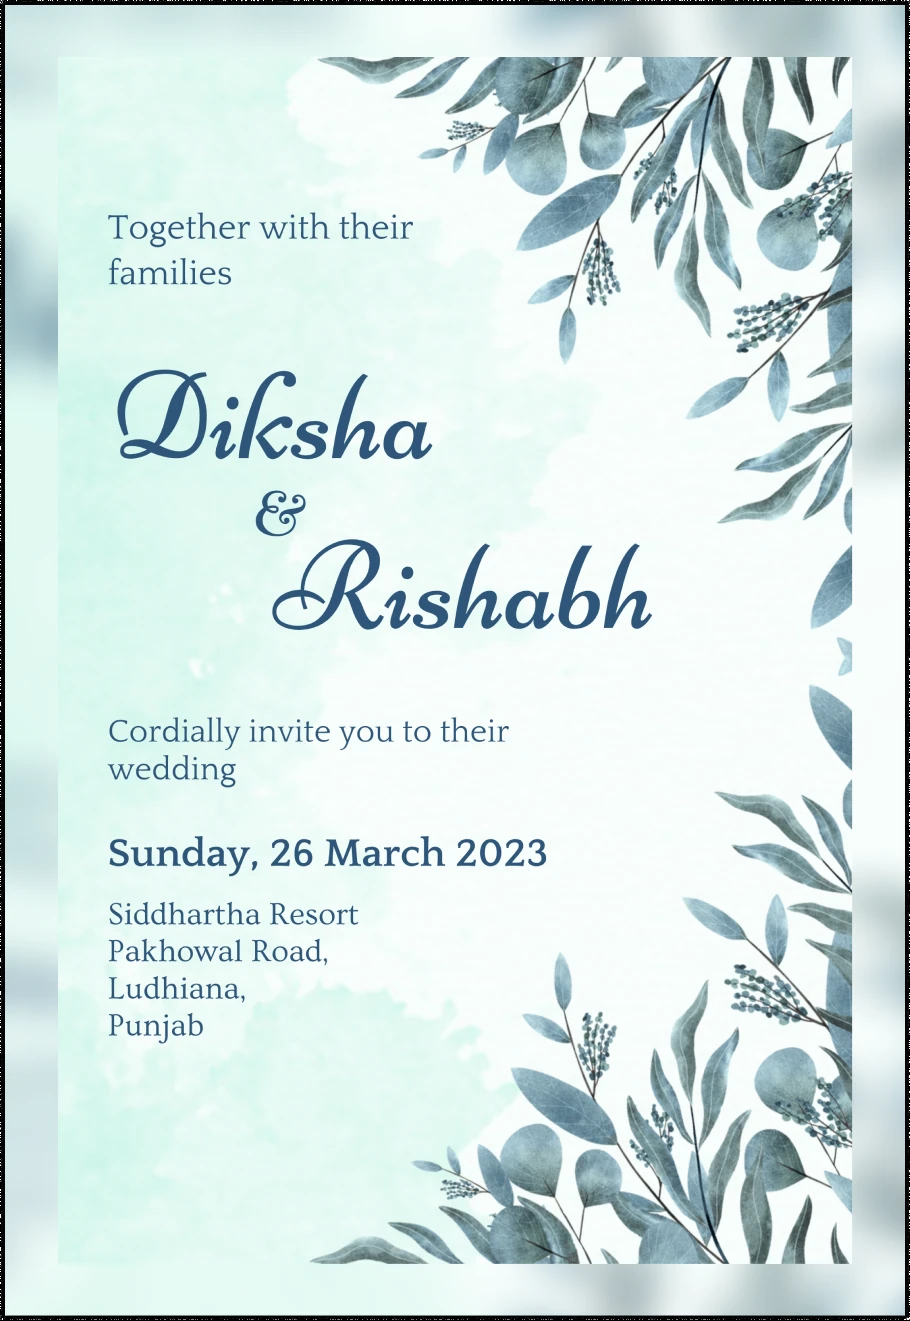 Together with their
families
Diksha
&
Rishabh
Cordially invite you to their
wedding
Sunday, 26 March 2023
Siddhartha Resort
Pakhowal Road,
Ludhiana,
Punjab